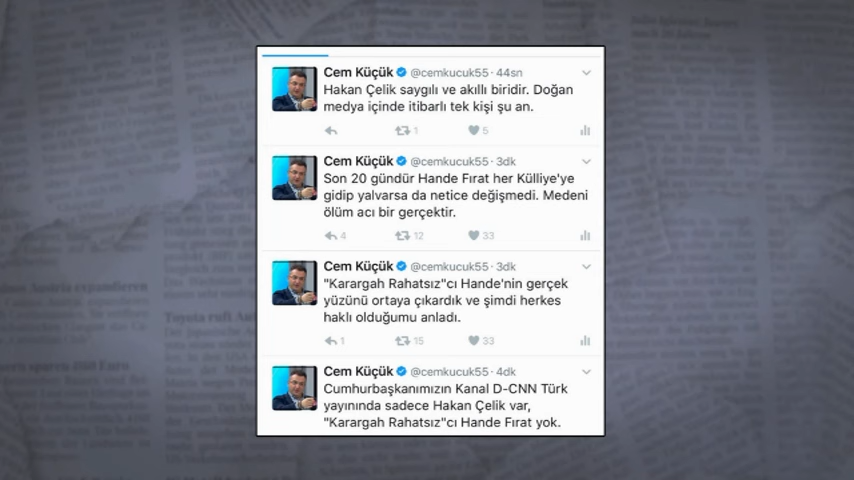 Cem Küçük @cemkucuk55 · 44sn
Hakan Çelik saygılı ve akıllı biridir. Doğan
medya içinde itibarlı tek kişi şu an.
1 5
Cem Küçük @cemkucuk55 · 3dk
Son 20 gündür Hande Fırat her Külliye'ye
gidip yalvarsa da netice değişmedi. Medeni
ölüm acı bir gerçektir.
4 12 33
Cem Küçük @cemkucuk55 · 3dk
"Karargah Rahatsız"cı Hande'nin gerçek
yüzünü ortaya çıkardık ve şimdi herkes
haklı olduğumu anladı.
1 15 33
Cem Küçük @cemkucuk55 · 4dk
Cumhurbaşkanımızın Kanal D-CNN Türk
yayınında sadece Hakan Çelik var,
"Karargah Rahatsız"cı Hande Fırat yok.